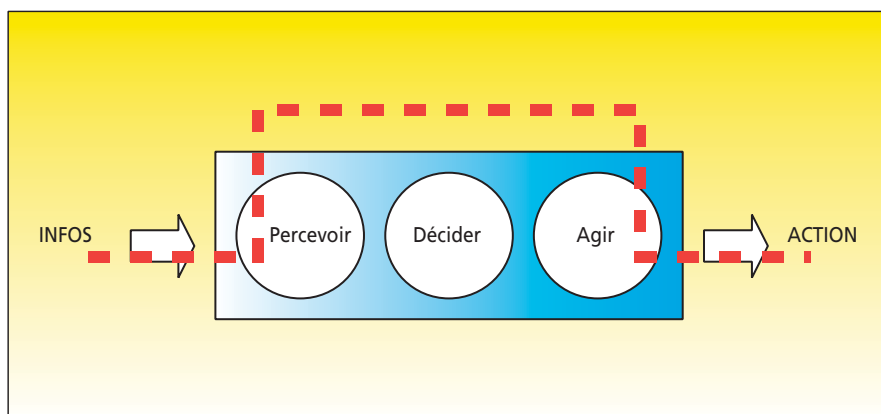 INFOS
Percevoir
Décider
Agir
ACTION